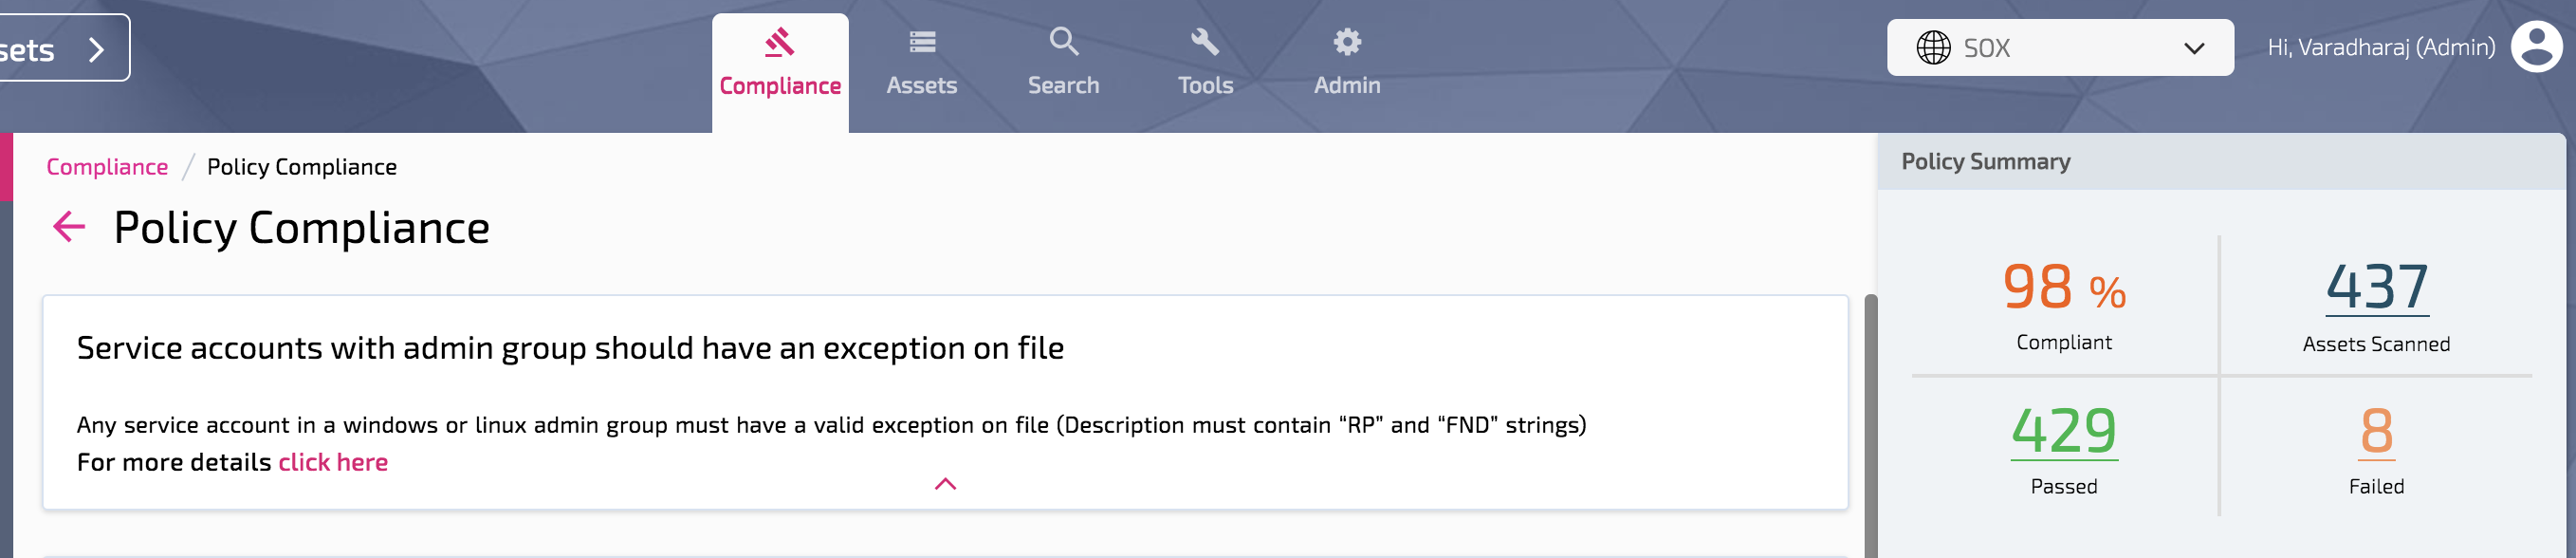 Compliance
Assets
Search
Tools
Admin
SOX
Hi, Varadharaj (Admin)
Compliance / Policy Compliance
Policy Compliance
Service accounts with admin group should have an exception on file
Any service account in a windows or linux admin group must have a valid exception on file (Description must contain “RP” and “FND” strings)
For more details click here
Policy Summary
98 %
Compliant
437
Assets Scanned
429
Passed
8
Failed